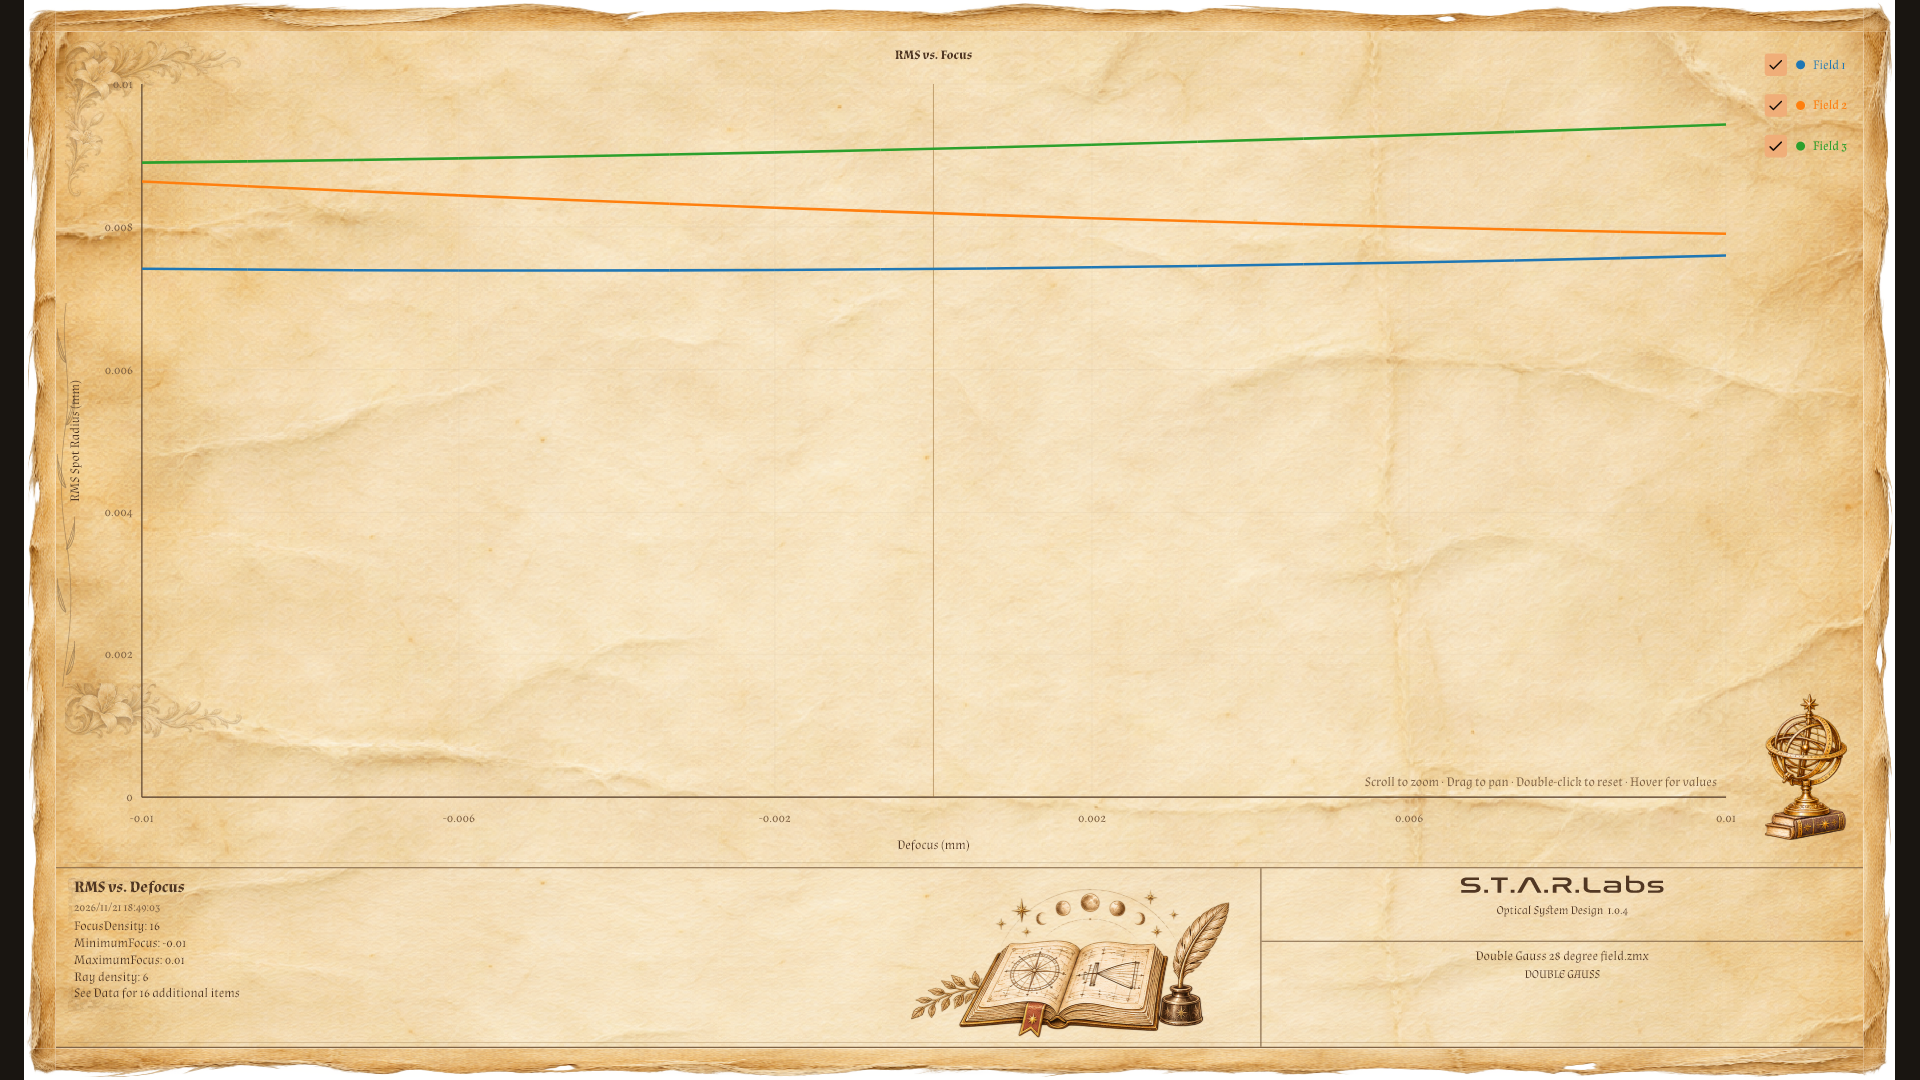 RMS vs. Focus
Field 1
Field 2
Field 3
0.01
0.008
0.006
0.004
0.002
0
RMS Spot Radius (mm)
Scroll to zoom · Drag to pan · Double-click to reset · Hover for values
-0.01
-0.006
-0.002
0.002
0.006
0.01
Defocus (mm)
RMS vs. Defocus
2026/11/21 18:49:03
FocusDensity: 16
MinimumFocus: -0.01
MaximumFocus: 0.01
Ray density: 6
See Data for 16 additional items
S.T.A.R.Labs
Optical System Design 1.0.4
Double Gauss 28 degree field.zmx
DOUBLE GAUSS